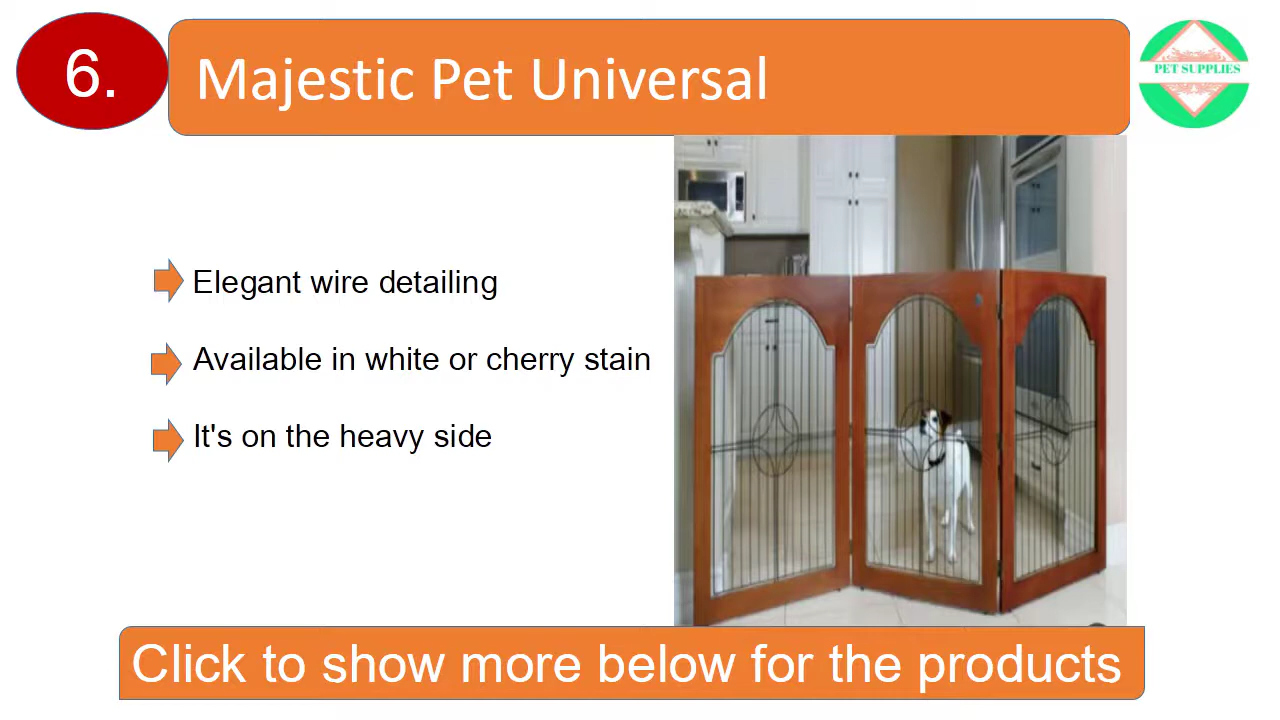 6.
Majestic Pet Universal
PET SUPPLIES
Elegant wire detailing
Available in white or cherry stain
It's on the heavy side
Click to show more below for the products